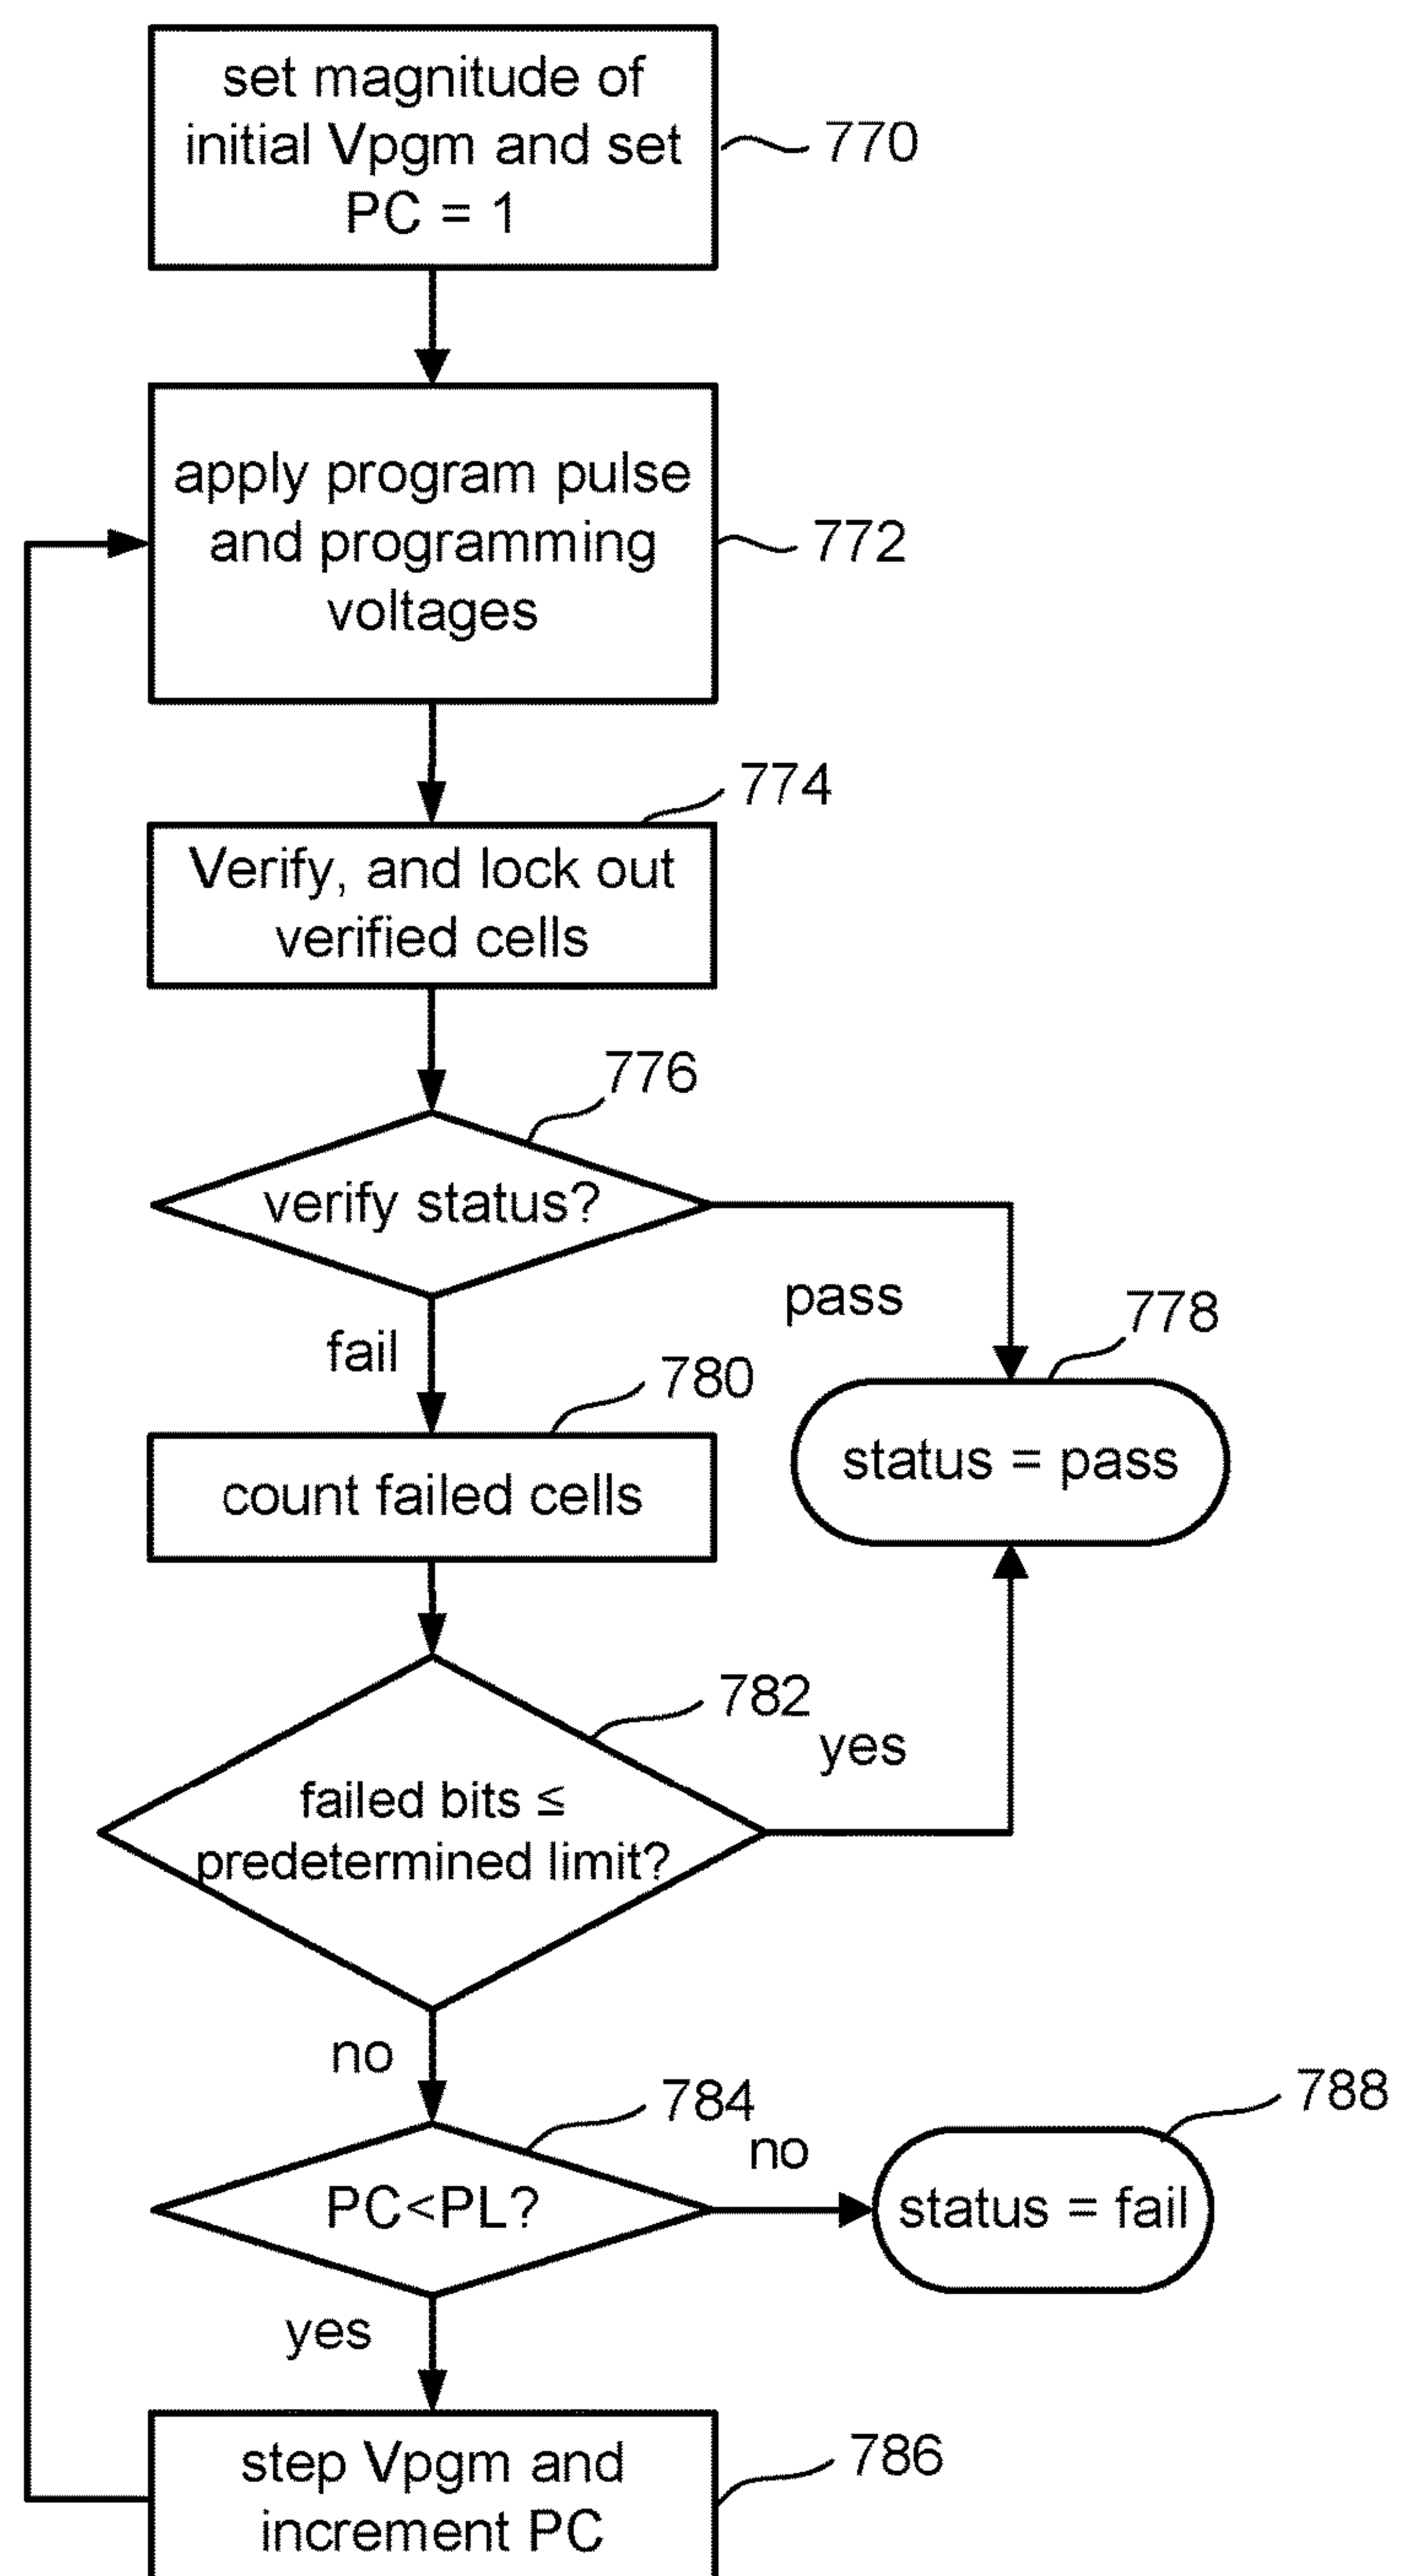 set magnitude of
initial Vpgm and set
PC = 1
770
apply program pulse
and programming
voltages
772
774
Verify, and lock out
verified cells
776
verify status?
pass
778
fail
780
status = pass
count failed cells
782
yes
failed bits ≤
predetermined limit?
no
784
no
788
PC<PL?
status = fail
yes
step Vpgm and
increment PC
786